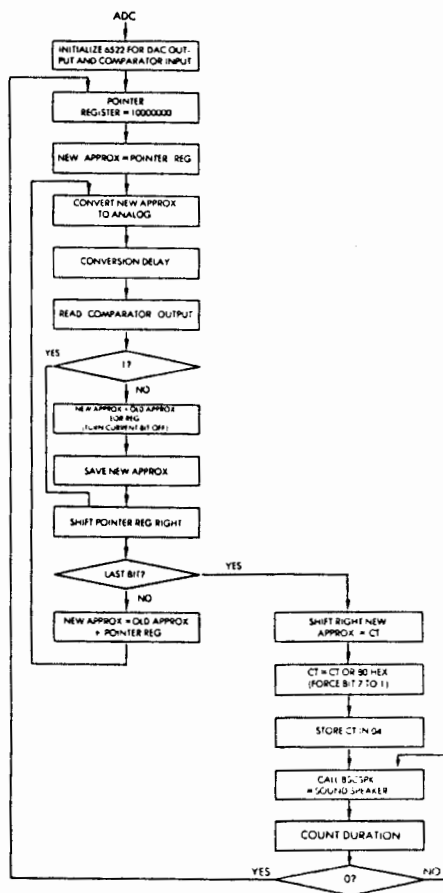 ADC
INITIALIZE 6522 FOR DAC OUT-
PUT AND COMPARATOR INPUT
POINTER
REGISTER = 10000000
NEW APPROX = POINTER REG
CONVERT NEW APPROX
TO ANALOG
CONVERSION DELAY
READ COMPARATOR OUTPUT
YES
1?
NO
NEW APPROX = OLD APPROX
EOR REG
(TURN CURRENT BIT OFF)
SAVE NEW APPROX
SHIFT POINTER REG RIGHT
LAST BIT?
YES
NO
NEW APPROX = OLD APPROX
+ POINTER REG
SHIFT RIGHT NEW
APPROX = CT
CT = CT OR 80 HEX
(FORCE BIT 7 TO 1)
STORE CT IN 04
CALL
= SOUND SPEAKER
COUNT DURATION
YES
0?
NO